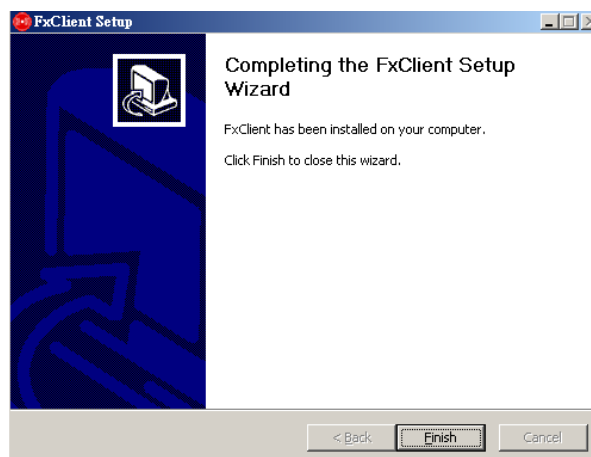 FxClient Setup
Completing the FxClient Setup
Wizard
FxClient has been installed on your computer.
Click Finish to close this wizard.
< Back
Finish
Cancel